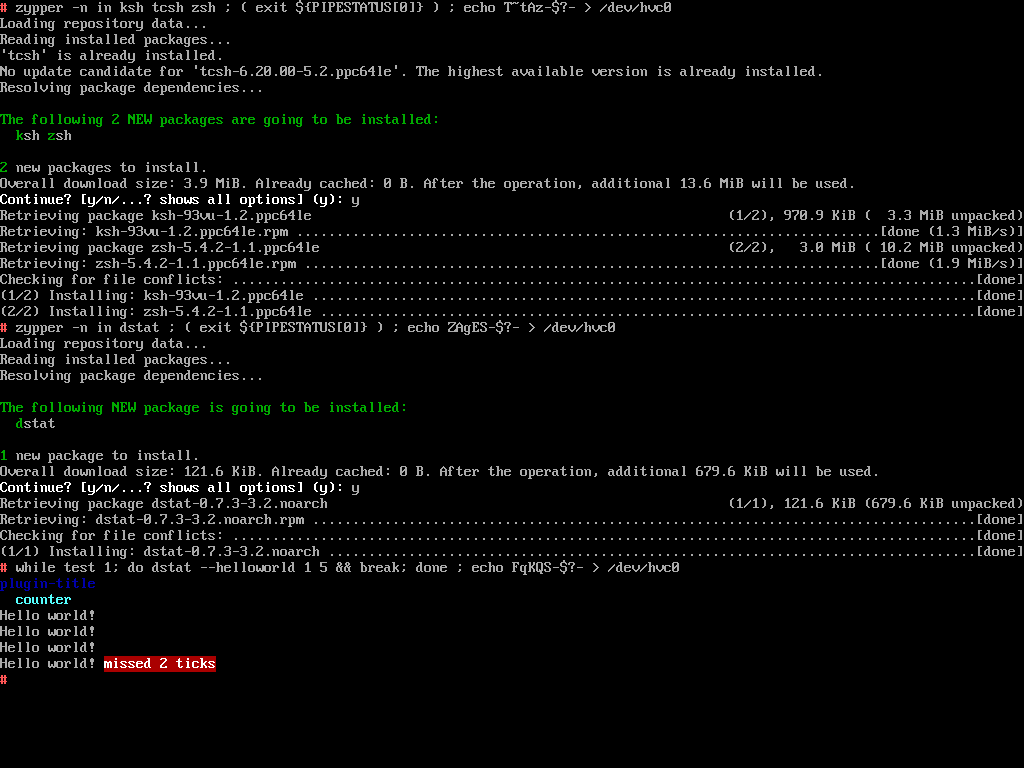 # zypper -n in ksh tcsh zsh ; ( exit ${PIPESTATUS[0]} ) ; echo T~tAz-$?- > /dev/hvc0
Loading repository data...
Reading installed packages...
'tcsh' is already installed.
No update candidate for 'tcsh-6.20.00-5.2.ppc64le'. The highest available version is already installed.
Resolving package dependencies...
The following 2 NEW packages are going to be installed:
ksh zsh
2 new packages to install.
Overall download size: 3.9 MiB. Already cached: 0 B. After the operation, additional 13.6 MiB will be used.
Continue? [y/n/...? shows all options] (y): y
Retrieving package ksh-93vu-1.2.ppc64le (1/2), 970.9 KiB ( 3.3 MiB unpacked)
Retrieving: ksh-93vu-1.2.ppc64le.rpm ........................................................................[done (1.3 MiB/s)]
Retrieving package zsh-5.4.2-1.1.ppc64le (2/2), 3.0 MiB ( 10.2 MiB unpacked)
Retrieving: zsh-5.4.2-1.1.ppc64le.rpm .......................................................................[done (1.9 MiB/s)]
Checking for file conflicts: ............................................................................................[done]
(1/2) Installing: ksh-93vu-1.2.ppc64le ..................................................................................[done]
(2/2) Installing: zsh-5.4.2-1.1.ppc64le .................................................................................[done]
# zypper -n in dstat ; ( exit ${PIPESTATUS[0]} ) ; echo ZAgES-$?- > /dev/hvc0
Loading repository data...
Reading installed packages...
Resolving package dependencies...
The following NEW package is going to be installed:
dstat
1 new package to install.
Overall download size: 121.6 KiB. Already cached: 0 B. After the operation, additional 679.6 KiB will be used.
Continue? [y/n/...? shows all options] (y): y
Retrieving package dstat-0.7.3-3.2.noarch (1/1), 121.6 KiB (679.6 KiB unpacked)
Retrieving: dstat-0.7.3-3.2.noarch.rpm ..................................................................................[done]
Checking for file conflicts: ............................................................................................[done]
(1/1) Installing: dstat-0.7.3-3.2.noarch ................................................................................[done]
# while test 1; do dstat --helloworld 1 5 && break; done ; echo FqKQS-$?- > /dev/hvc0
plugin-title
counter
Hello world!
Hello world!
Hello world!
Hello world! missed 2 ticks
#